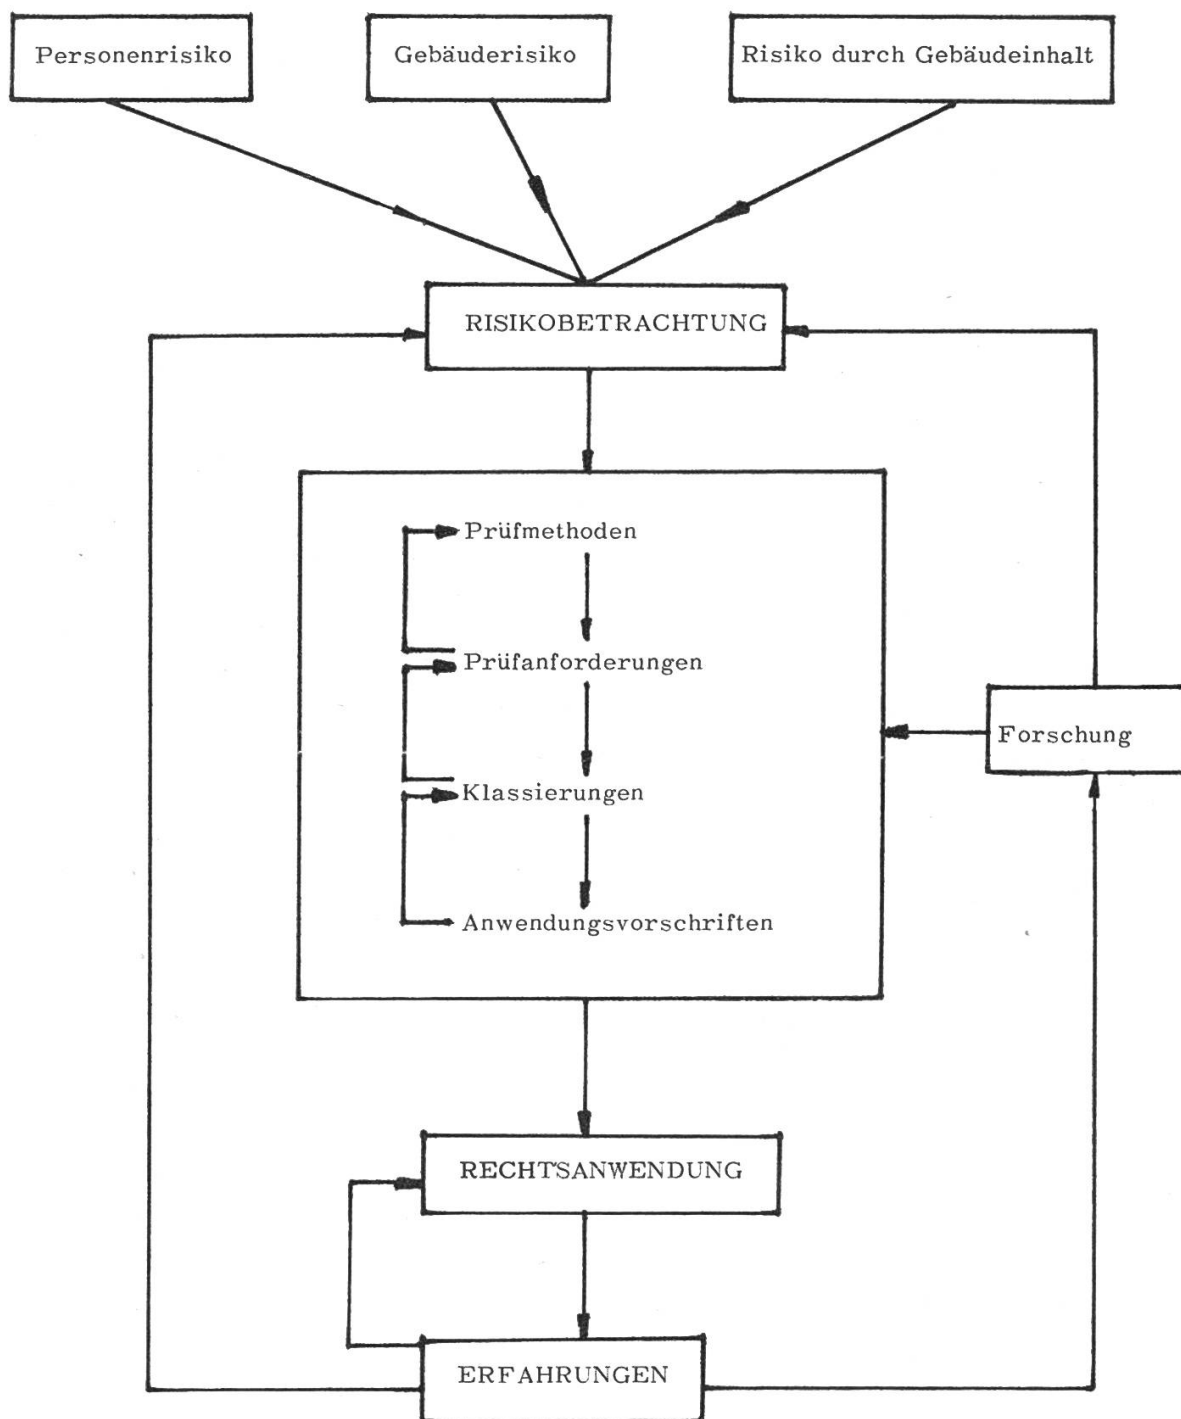 Personenrisiko
Gebäuderisiko
Risiko durch Gebäudeinhalt
RISIKOBETRACHTUNG
Prüfmethoden
Prüfanforderungen
Forschung
Klassierungen
Anwendungsvorschriften
RECHTSANWENDUNG
ERFAHRUNGEN